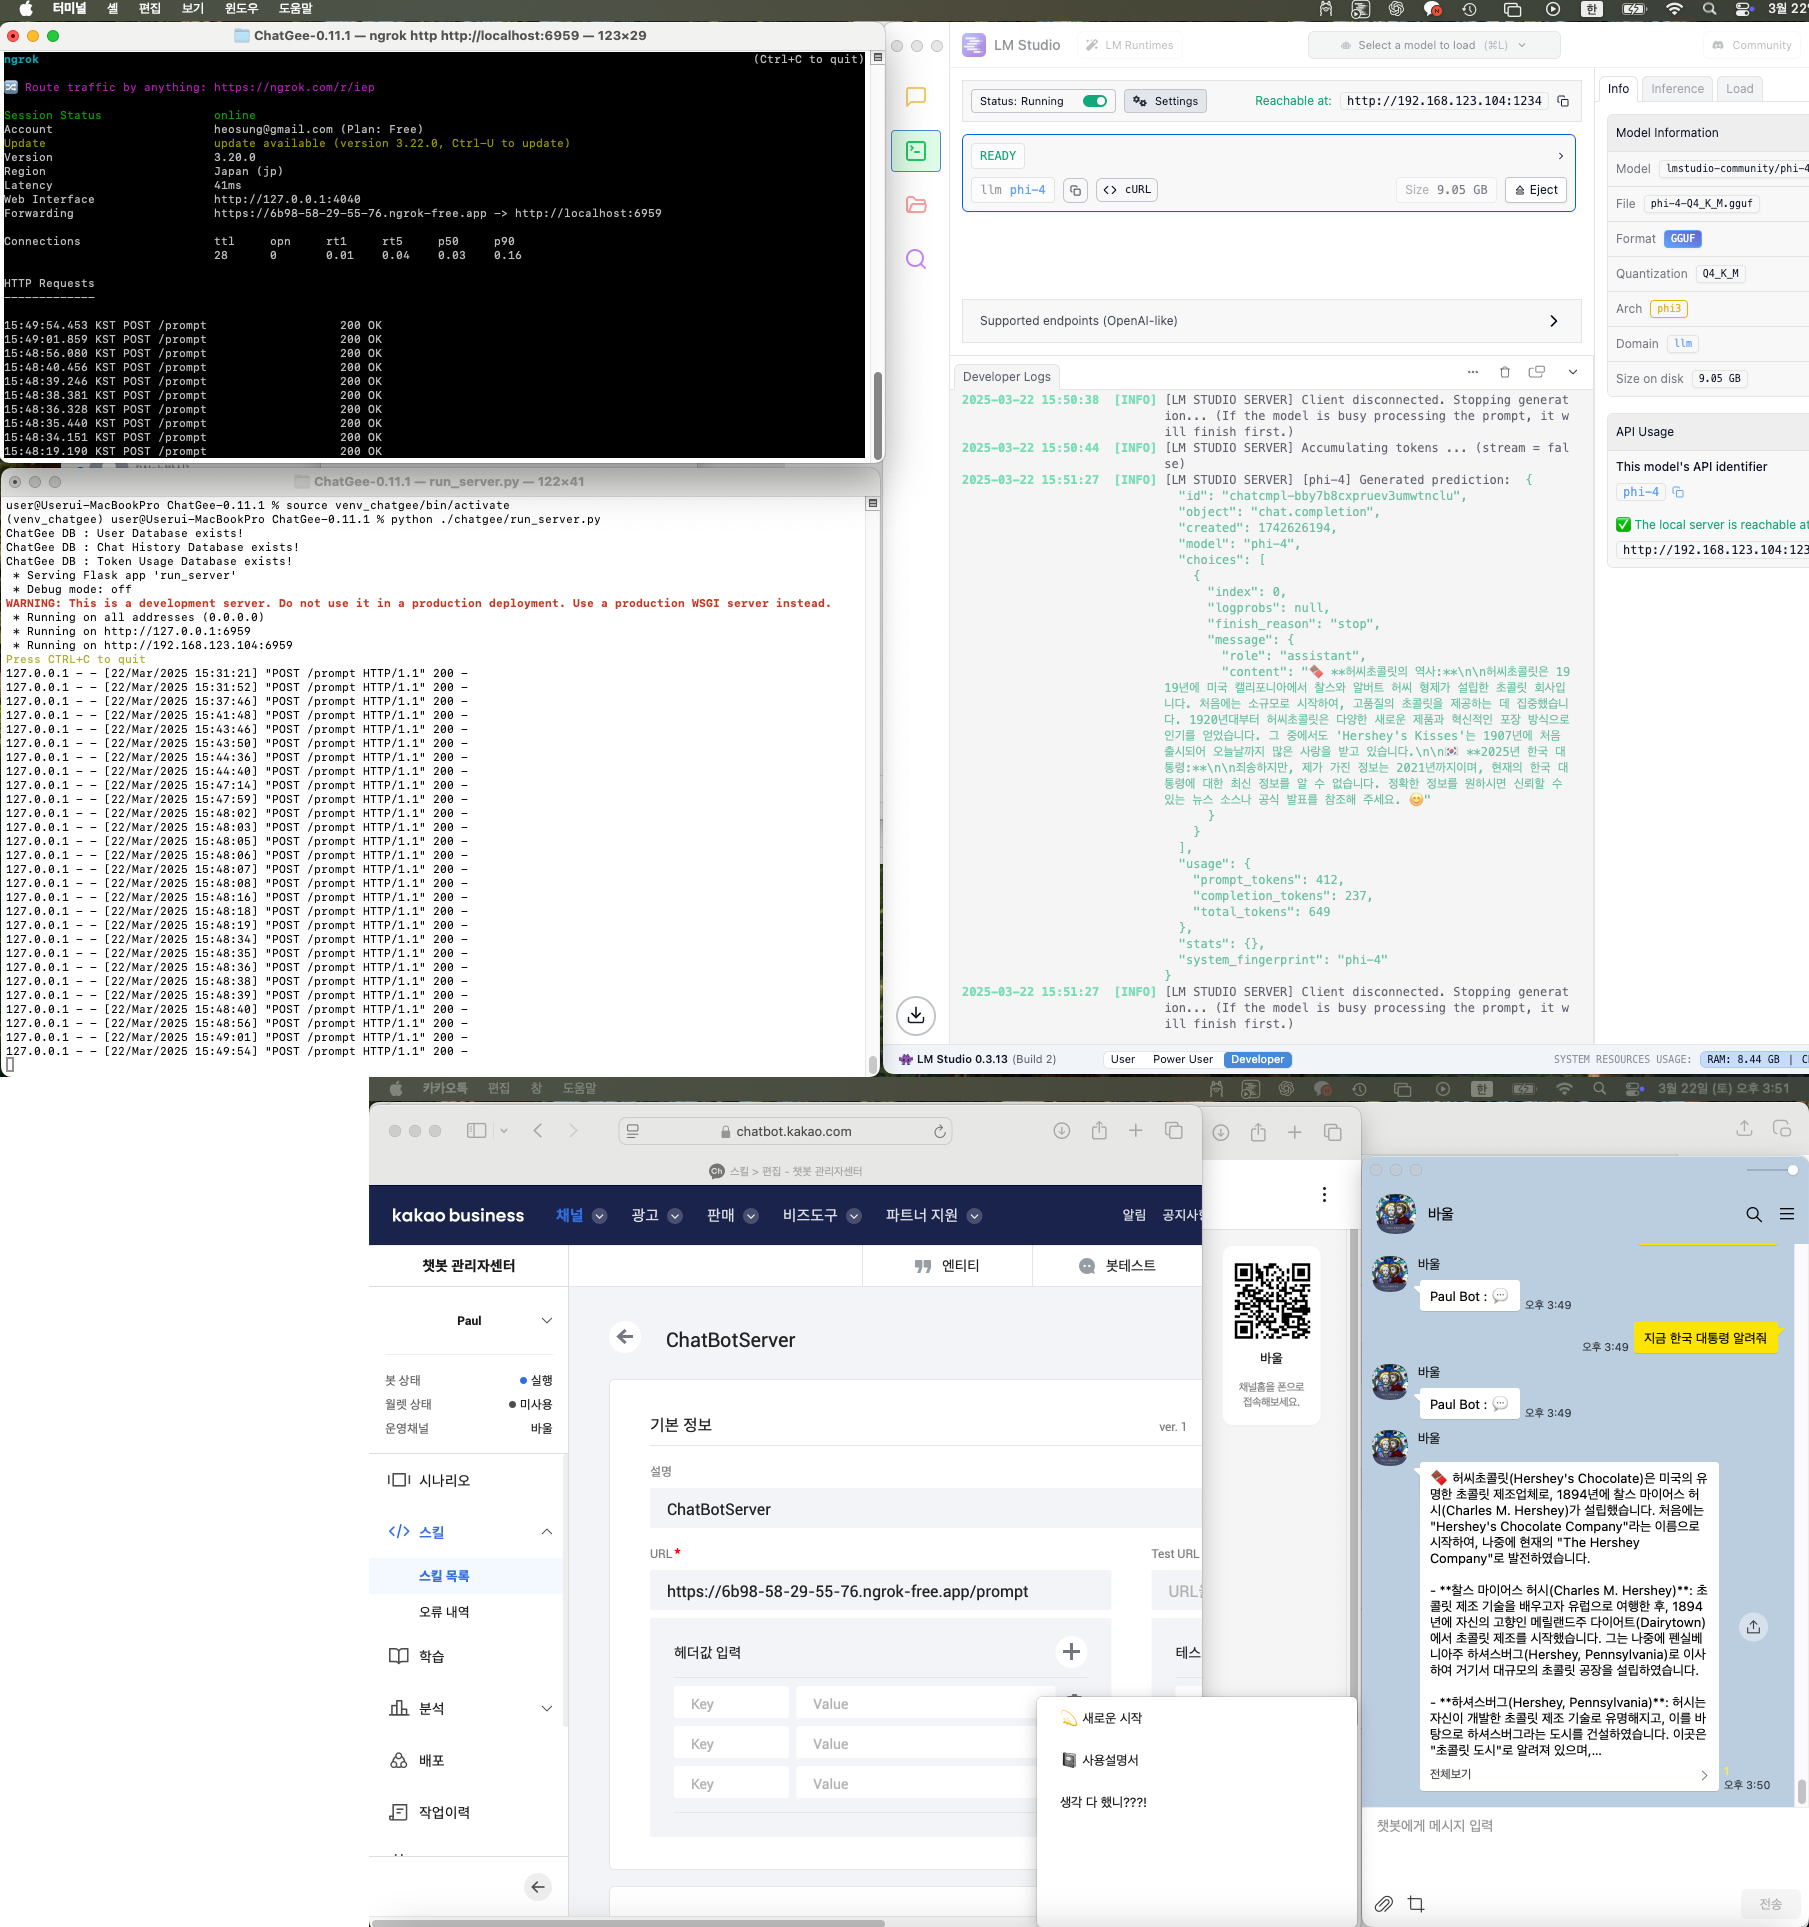 터미널 셸 편집 보기 윈도우 도움말
한 3월 22
ChatGee-0.11.1 — ngrok http http://localhost:6959 — 123×29
ngrok (Ctrl+C to quit)
Route traffic by anything: https://ngrok.com/r/iep
Session Status online
Account heosung@gmail.com (Plan: Free)
Update update available (version 3.22.0, Ctrl-U to update)
Version 3.20.0
Region Japan (jp)
Latency 41ms
Web Interface http://127.0.0.1:4040
Forwarding https://6b98-58-29-55-76.ngrok-free.app -> http://localhost:6959
Connections ttl opn rt1 rt5 p50 p90
28 0 0.01 0.04 0.03 0.16
HTTP Requests
-------------
15:49:54.453 KST POST /prompt 200 OK
15:49:01.859 KST POST /prompt 200 OK
15:48:56.080 KST POST /prompt 200 OK
15:48:40.456 KST POST /prompt 200 OK
15:48:39.246 KST POST /prompt 200 OK
15:48:38.381 KST POST /prompt 200 OK
15:48:36.328 KST POST /prompt 200 OK
15:48:35.440 KST POST /prompt 200 OK
15:48:34.151 KST POST /prompt 200 OK
15:48:19.190 KST POST /prompt 200 OK
ChatGee-0.11.1 — run_server.py — 122×41
user@Userui-MacBookPro ChatGee-0.11.1 % source venv_chatgee/bin/activate
(venv_chatgee) user@Userui-MacBookPro ChatGee-0.11.1 % python ./chatgee/run_server.py
ChatGee DB : User Database exists!
ChatGee DB : Chat History Database exists!
ChatGee DB : Token Usage Database exists!
* Serving Flask app 'run_server'
* Debug mode: off
WARNING: This is a development server. Do not use it in a production deployment. Use a production WSGI server instead.
* Running on all addresses (0.0.0.0)
* Running on http://127.0.0.1:6959
* Running on http://192.168.123.104:6959
Press CTRL+C to quit
127.0.0.1 - - [22/Mar/2025 15:31:21] "POST /prompt HTTP/1.1" 200 -
127.0.0.1 - - [22/Mar/2025 15:31:52] "POST /prompt HTTP/1.1" 200 -
127.0.0.1 - - [22/Mar/2025 15:37:46] "POST /prompt HTTP/1.1" 200 -
127.0.0.1 - - [22/Mar/2025 15:41:48] "POST /prompt HTTP/1.1" 200 -
127.0.0.1 - - [22/Mar/2025 15:43:46] "POST /prompt HTTP/1.1" 200 -
127.0.0.1 - - [22/Mar/2025 15:43:50] "POST /prompt HTTP/1.1" 200 -
127.0.0.1 - - [22/Mar/2025 15:44:36] "POST /prompt HTTP/1.1" 200 -
127.0.0.1 - - [22/Mar/2025 15:44:40] "POST /prompt HTTP/1.1" 200 -
127.0.0.1 - - [22/Mar/2025 15:47:14] "POST /prompt HTTP/1.1" 200 -
127.0.0.1 - - [22/Mar/2025 15:47:59] "POST /prompt HTTP/1.1" 200 -
127.0.0.1 - - [22/Mar/2025 15:48:02] "POST /prompt HTTP/1.1" 200 -
127.0.0.1 - - [22/Mar/2025 15:48:03] "POST /prompt HTTP/1.1" 200 -
127.0.0.1 - - [22/Mar/2025 15:48:05] "POST /prompt HTTP/1.1" 200 -
127.0.0.1 - - [22/Mar/2025 15:48:06] "POST /prompt HTTP/1.1" 200 -
127.0.0.1 - - [22/Mar/2025 15:48:07] "POST /prompt HTTP/1.1" 200 -
127.0.0.1 - - [22/Mar/2025 15:48:08] "POST /prompt HTTP/1.1" 200 -
127.0.0.1 - - [22/Mar/2025 15:48:16] "POST /prompt HTTP/1.1" 200 -
127.0.0.1 - - [22/Mar/2025 15:48:18] "POST /prompt HTTP/1.1" 200 -
127.0.0.1 - - [22/Mar/2025 15:48:19] "POST /prompt HTTP/1.1" 200 -
127.0.0.1 - - [22/Mar/2025 15:48:34] "POST /prompt HTTP/1.1" 200 -
127.0.0.1 - - [22/Mar/2025 15:48:35] "POST /prompt HTTP/1.1" 200 -
127.0.0.1 - - [22/Mar/2025 15:48:36] "POST /prompt HTTP/1.1" 200 -
127.0.0.1 - - [22/Mar/2025 15:48:38] "POST /prompt HTTP/1.1" 200 -
127.0.0.1 - - [22/Mar/2025 15:48:39] "POST /prompt HTTP/1.1" 200 -
127.0.0.1 - - [22/Mar/2025 15:48:40] "POST /prompt HTTP/1.1" 200 -
127.0.0.1 - - [22/Mar/2025 15:48:56] "POST /prompt HTTP/1.1" 200 -
127.0.0.1 - - [22/Mar/2025 15:49:01] "POST /prompt HTTP/1.1" 200 -
127.0.0.1 - - [22/Mar/2025 15:49:54] "POST /prompt HTTP/1.1" 200 -
LM Studio LM Runtimes Select a model to load (⌘L) Community
Status: Running Settings Reachable at: http://192.168.123.104:1234
READY
llm phi-4 cURL Size 9.05 GB Eject
Supported endpoints (OpenAI-like)
Developer Logs
2025-03-22 15:50:38 [INFO] [LM STUDIO SERVER] Client disconnected. Stopping generat
ion... (If the model is busy processing the prompt, it w
ill finish first.)
2025-03-22 15:50:44 [INFO] [LM STUDIO SERVER] Accumulating tokens ... (stream = fal
se)
2025-03-22 15:51:27 [INFO] [LM STUDIO SERVER] [phi-4] Generated prediction: {
"id": "chatcmpl-bby7b8cxpruev3umwtnclu",
"object": "chat.completion",
"created": 1742626194,
"model": "phi-4",
"choices": [
{
"index": 0,
"logprobs": null,
"finish_reason": "stop",
"message": {
"role": "assistant",
"content": "🍫 **허씨초콜릿의 역사:**\n\n허씨초콜릿은 19
19년에 미국 캘리포니아에서 찰스와 알버트 허씨 형제가 설립한 초콜릿 회사입
니다. 처음에는 소규모로 시작하여, 고품질의 초콜릿을 제공하는 데 집중했습니
다. 1920년대부터 허씨초콜릿은 다양한 새로운 제품과 혁신적인 포장 방식으로
인기를 얻었습니다. 그 중에서도 'Hershey's Kisses'는 1907년에 처음
출시되어 오늘날까지 많은 사랑을 받고 있습니다.\n\n🇰🇷 **2025년 한국 대
통령:**\n\n죄송하지만, 제가 가진 정보는 2021년까지이며, 현재의 한국 대
통령에 대한 최신 정보를 알 수 없습니다. 정확한 정보를 원하시면 신뢰할 수
있는 뉴스 소스나 공식 발표를 참조해 주세요. 😊"
}
}
],
"usage": {
"prompt_tokens": 412,
"completion_tokens": 237,
"total_tokens": 649
},
"stats": {},
"system_fingerprint": "phi-4"
}
2025-03-22 15:51:27 [INFO] [LM STUDIO SERVER] Client disconnected. Stopping generat
ion... (If the model is busy processing the prompt, it w
ill finish first.)
LM Studio 0.3.13 (Build 2) User Power User Developer SYSTEM RESOURCES USAGE: RAM: 8.44 GB | C
Info Inference Load
Model Information
Model lmstudio-community/phi-4
File phi-4-Q4_K_M.gguf
Format GGUF
Quantization Q4_K_M
Arch phi3
Domain llm
Size on disk 9.05 GB
API Usage
This model's API identifier
phi-4
✅ The local server is reachable at
http://192.168.123.104:123
카카오톡 편집 창 도움말
한 3월 22일 (토) 오후 3:51
chatbot.kakao.com
Ch 스킬 > 편집 - 챗봇 관리자센터
kakao business 채널 광고 판매 비즈도구 파트너 지원 알림 공지사항
챗봇 관리자센터 엔티티 봇테스트
Paul
봇 상태 실행
월렛 상태 미사용
운영채널 바울
시나리오
스킬
스킬 목록
오류 내역
학습
분석
배포
작업이력
ChatBotServer
기본 정보 ver. 1
설명
ChatBotServer
URL* Test URL
https://6b98-58-29-55-76.ngrok-free.app/prompt URL을
헤더값 입력 테스
Key Value
Key Value
Key Value
바울
채널홈을 폰으로
접속해보세요.
💫 새로운 시작
📓 사용설명서
생각 다 했니???!
바울
바울
Paul Bot : 💬 오후 3:49
오후 3:49 지금 한국 대통령 알려줘
바울
Paul Bot : 💬 오후 3:49
바울
🍫 허씨초콜릿(Hershey's Chocolate)은 미국의 유
명한 초콜릿 제조업체로, 1894년에 찰스 마이어스 허
시(Charles M. Hershey)가 설립했습니다. 처음에는
"Hershey's Chocolate Company"라는 이름으로
시작하여, 나중에 현재의 "The Hershey
Company"로 발전하였습니다.
- **찰스 마이어스 허시(Charles M. Hershey)**: 초
콜릿 제조 기술을 배우고자 유럽으로 여행한 후, 1894
년에 자신의 고향인 메릴랜드주 다이어트(Dairytown)
에서 초콜릿 제조를 시작했습니다. 그는 나중에 펜실베
니아주 하셔스버그(Hershey, Pennsylvania)로 이사
하여 거기서 대규모의 초콜릿 공장을 설립하였습니다.
- **하셔스버그(Hershey, Pennsylvania)**: 허시는
자신이 개발한 초콜릿 제조 기술로 유명해지고, 이를 바
탕으로 하셔스버그라는 도시를 건설하였습니다. 이곳은
"초콜릿 도시"로 알려져 있으며,...
전체보기
1
오후 3:50
챗봇에게 메시지 입력
전송